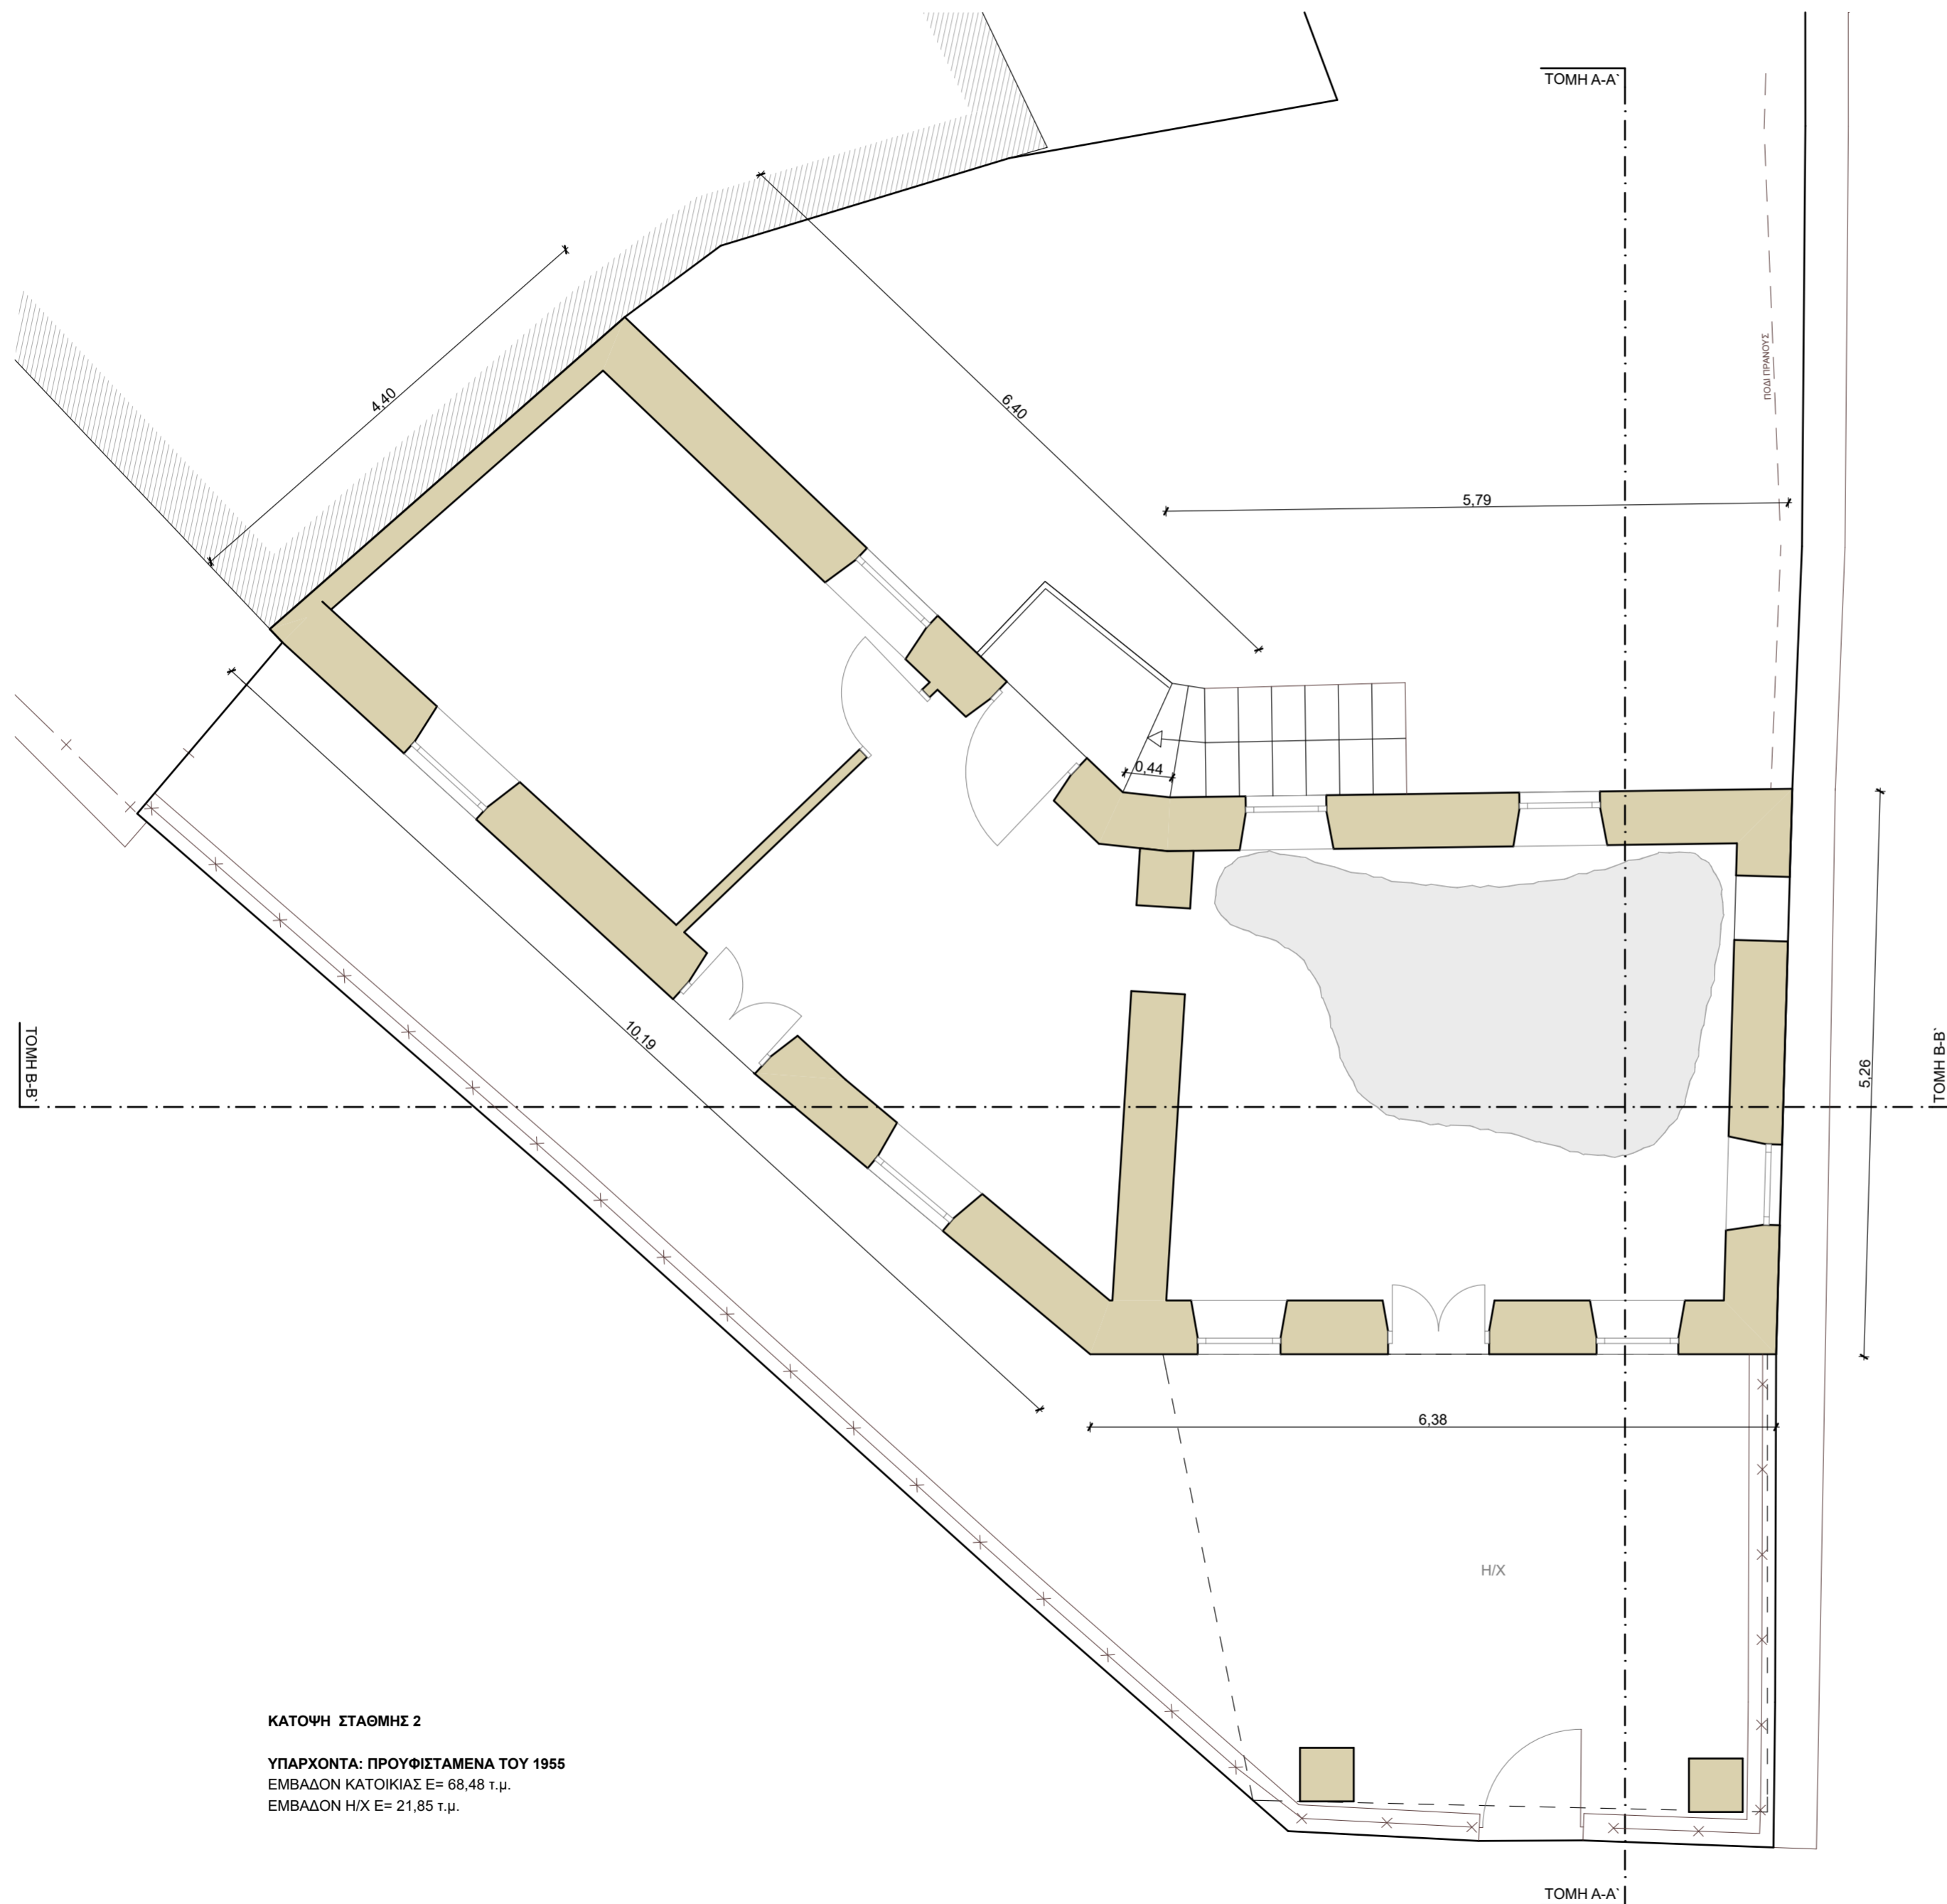 ΤΟΜΗ Α-Α`
ΠΟΔΙ ΠΡΑΝΟΥΣ
4,40
6,40
5,79
0,44
10,19
ΤΟΜΗ Β-Β`
5,26
ΤΟΜΗ Β-Β`
6,38
Η/Χ
ΚΑΤΟΨΗ ΣΤΑΘΜΗΣ 2
ΥΠΑΡΧΟΝΤΑ: ΠΡΟΥΦΙΣΤΑΜΕΝΑ ΤΟΥ 1955
ΕΜΒΑΔΟΝ ΚΑΤΟΙΚΙΑΣ Ε= 68,48 τ.μ.
ΕΜΒΑΔΟΝ Η/Χ Ε= 21,85 τ.μ.
ΤΟΜΗ Α-Α`